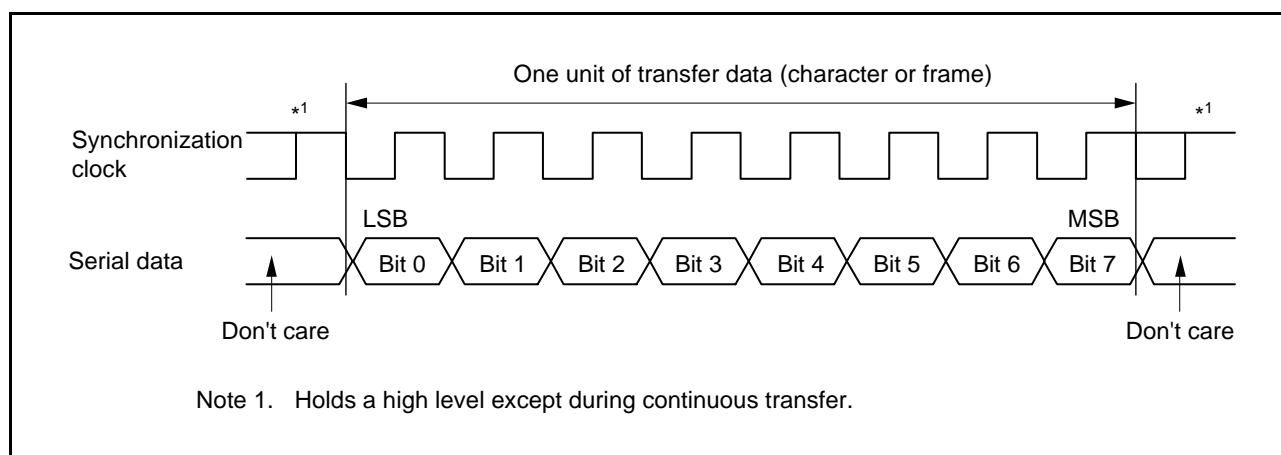 One unit of transfer data (character or frame)
*1 *1
Synchronization
clock
LSB MSB
Serial data Bit 0 Bit 1 Bit 2 Bit 3 Bit 4 Bit 5 Bit 6 Bit 7
Don't care Don't care
Note 1. Holds a high level except during continuous transfer.